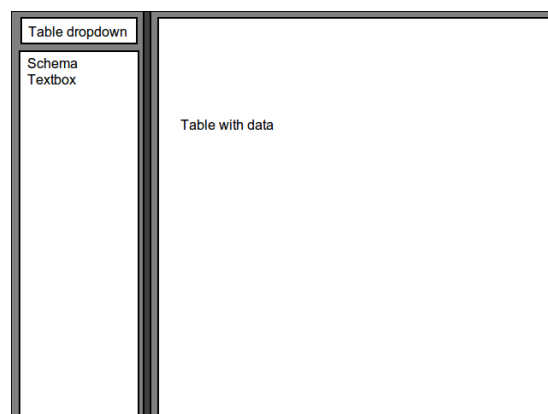 Table dropdown
Schema
Textbox
Table with data